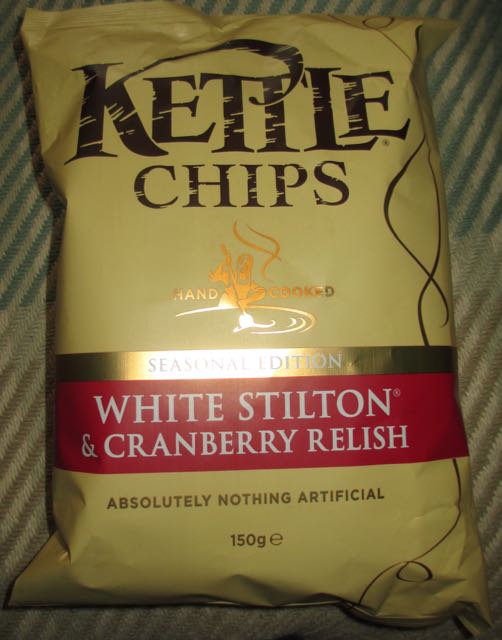 KETTLE®
CHIPS
HAND COOKED
SEASONAL EDITION
WHITE STILTON®
& CRANBERRY RELISH
ABSOLUTELY NOTHING ARTIFICIAL
150g℮